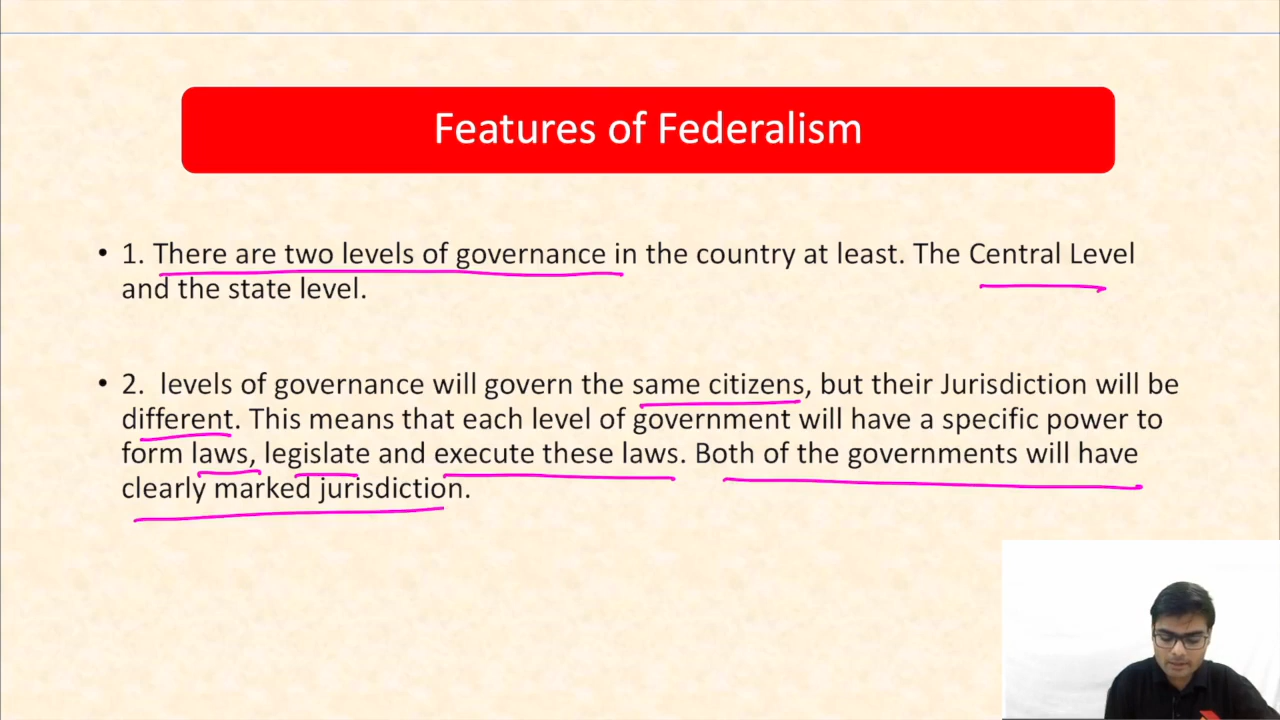 Features of Federalism
• 1. There are two levels of governance in the country at least. The Central Level
and the state level.
• 2.  levels of governance will govern the same citizens, but their Jurisdiction will be
different. This means that each level of government will have a specific power to
form laws, legislate and execute these laws. Both of the governments will have
clearly marked jurisdiction.